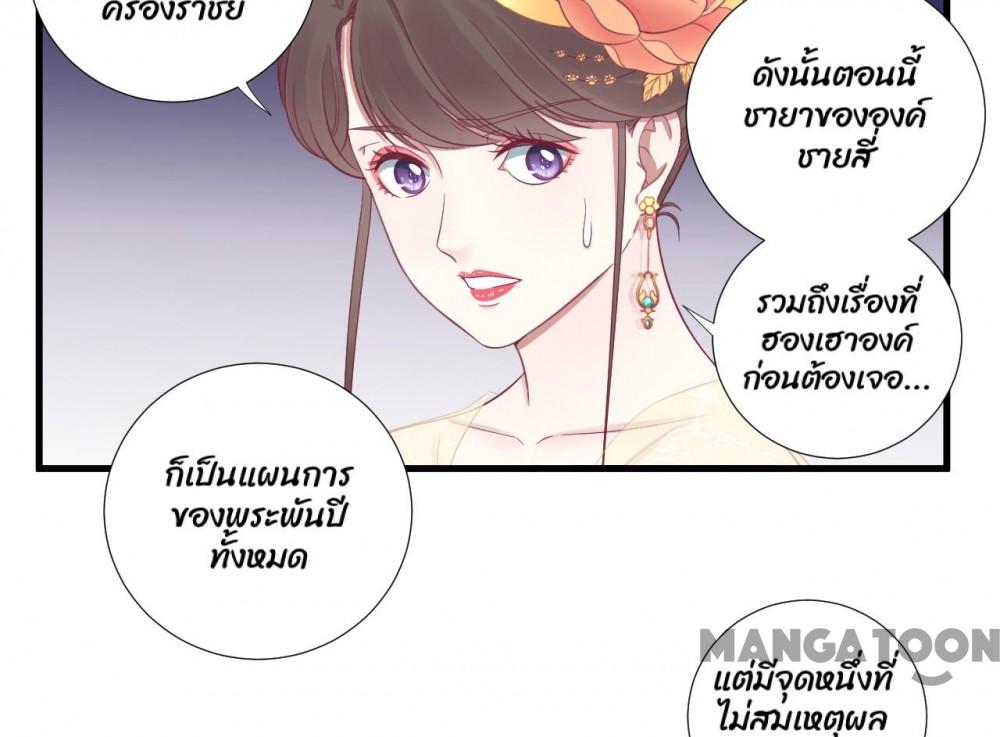 ครองราชย์
ดังนั้นตอนนี้
ชายาขององค์
ชายสี่
รวมถึงเรื่องที่
ฮองเฮาองค์
ก่อนต้องเจอ...
ก็เป็นแผนการ
ของพระพันปี
ทั้งหมด
MANGATOON
แต่มีจุดหนึ่งที่
ไม่สมเหตุผล